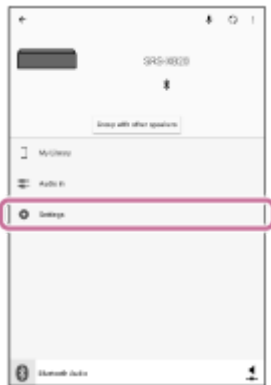 SRS-XB20
Group with other speakers
My Library
Audio in
Settings
Bluetooth Audio